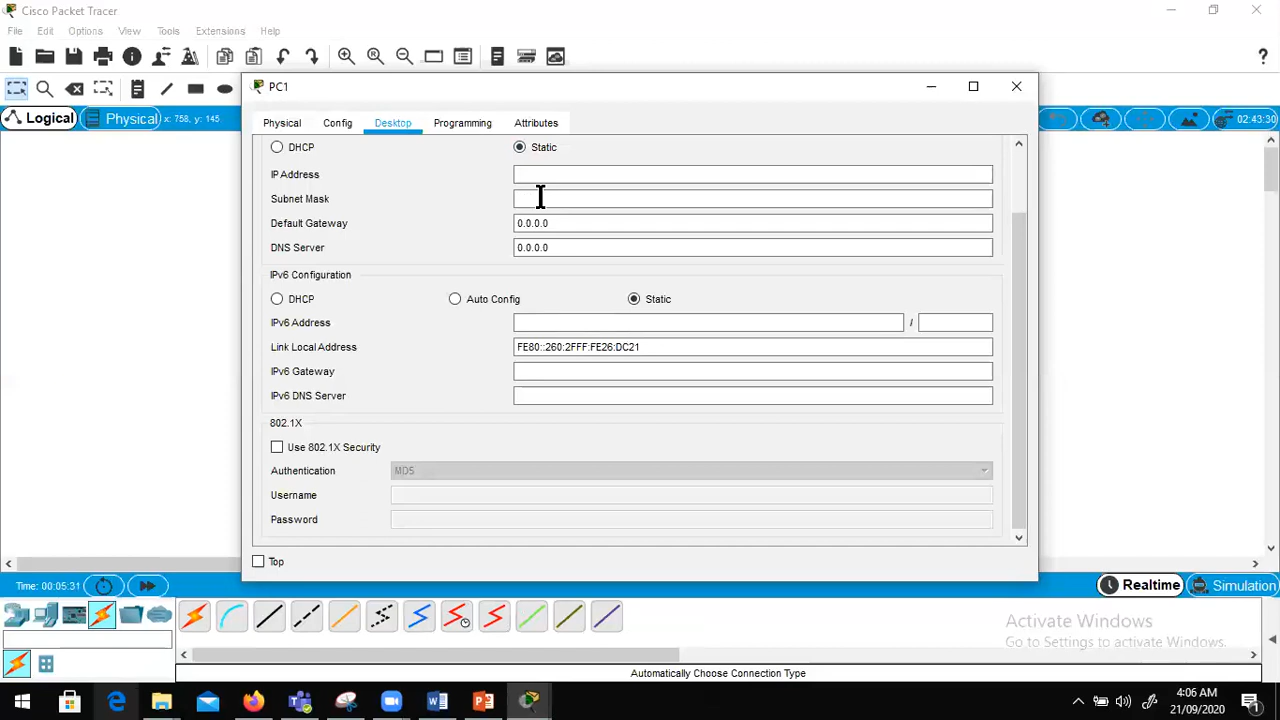 Cisco Packet Tracer
File Edit Options View Tools Extensions Help
PC1
Logical Physical x: 758, y: 145 02:43:30
Physical Config Desktop Programming Attributes
DHCP Static
IP Address
Subnet Mask
Default Gateway 0.0.0.0
DNS Server 0.0.0.0
IPv6 Configuration
DHCP Auto Config Static
IPv6 Address /
Link Local Address FE80::260:2FFF:FE26:DC21
IPv6 Gateway
IPv6 DNS Server
802.1X
Use 802.1X Security
Authentication MD5
Username
Password
Top
Time: 00:05:31 Realtime Simulation
Activate Windows
Go to Settings to activate Windows.
Automatically Choose Connection Type
4:06 AM
21/09/2020